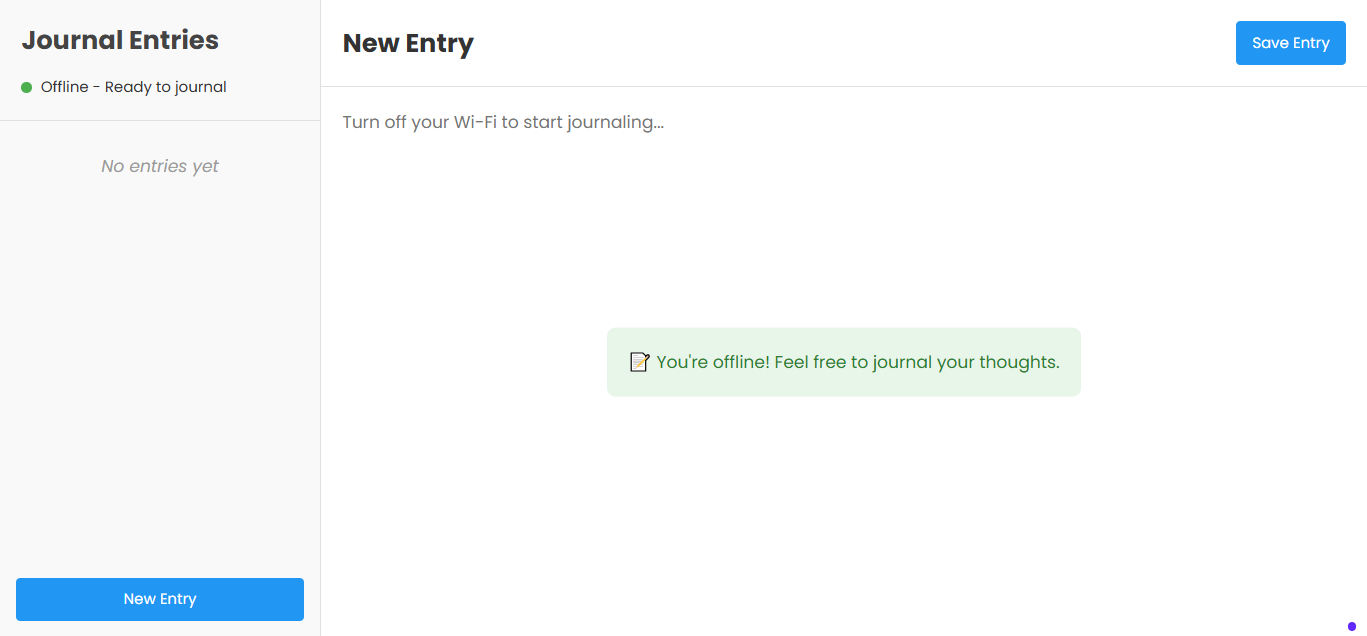 Journal Entries
Offline - Ready to journal
No entries yet
New Entry
New Entry
Save Entry
Turn off your Wi-Fi to start journaling...
📝 You're offline! Feel free to journal your thoughts.